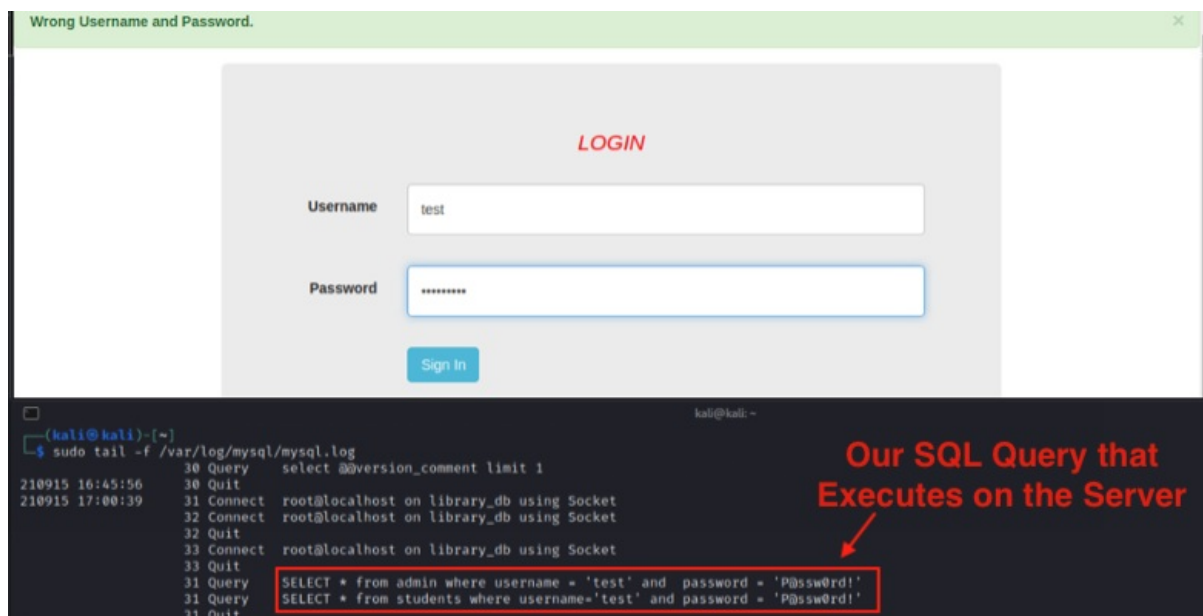 Wrong Username and Password. ×
LOGIN
Username test
Password •••••••••
Sign In
kali@kali: ~
(kali㉿kali)-[~]
$ sudo tail -f /var/log/mysql/mysql.log
30 Query select @@version_comment limit 1
210915 16:45:56 30 Quit
210915 17:00:39 31 Connect root@localhost on library_db using Socket
32 Connect root@localhost on library_db using Socket
32 Quit
33 Connect root@localhost on library_db using Socket
33 Quit
31 Query SELECT * from admin where username = 'test' and password = 'P@ssw0rd!'
31 Query SELECT * from students where username='test' and password = 'P@ssw0rd!'
31 Quit
Our SQL Query that
Executes on the Server